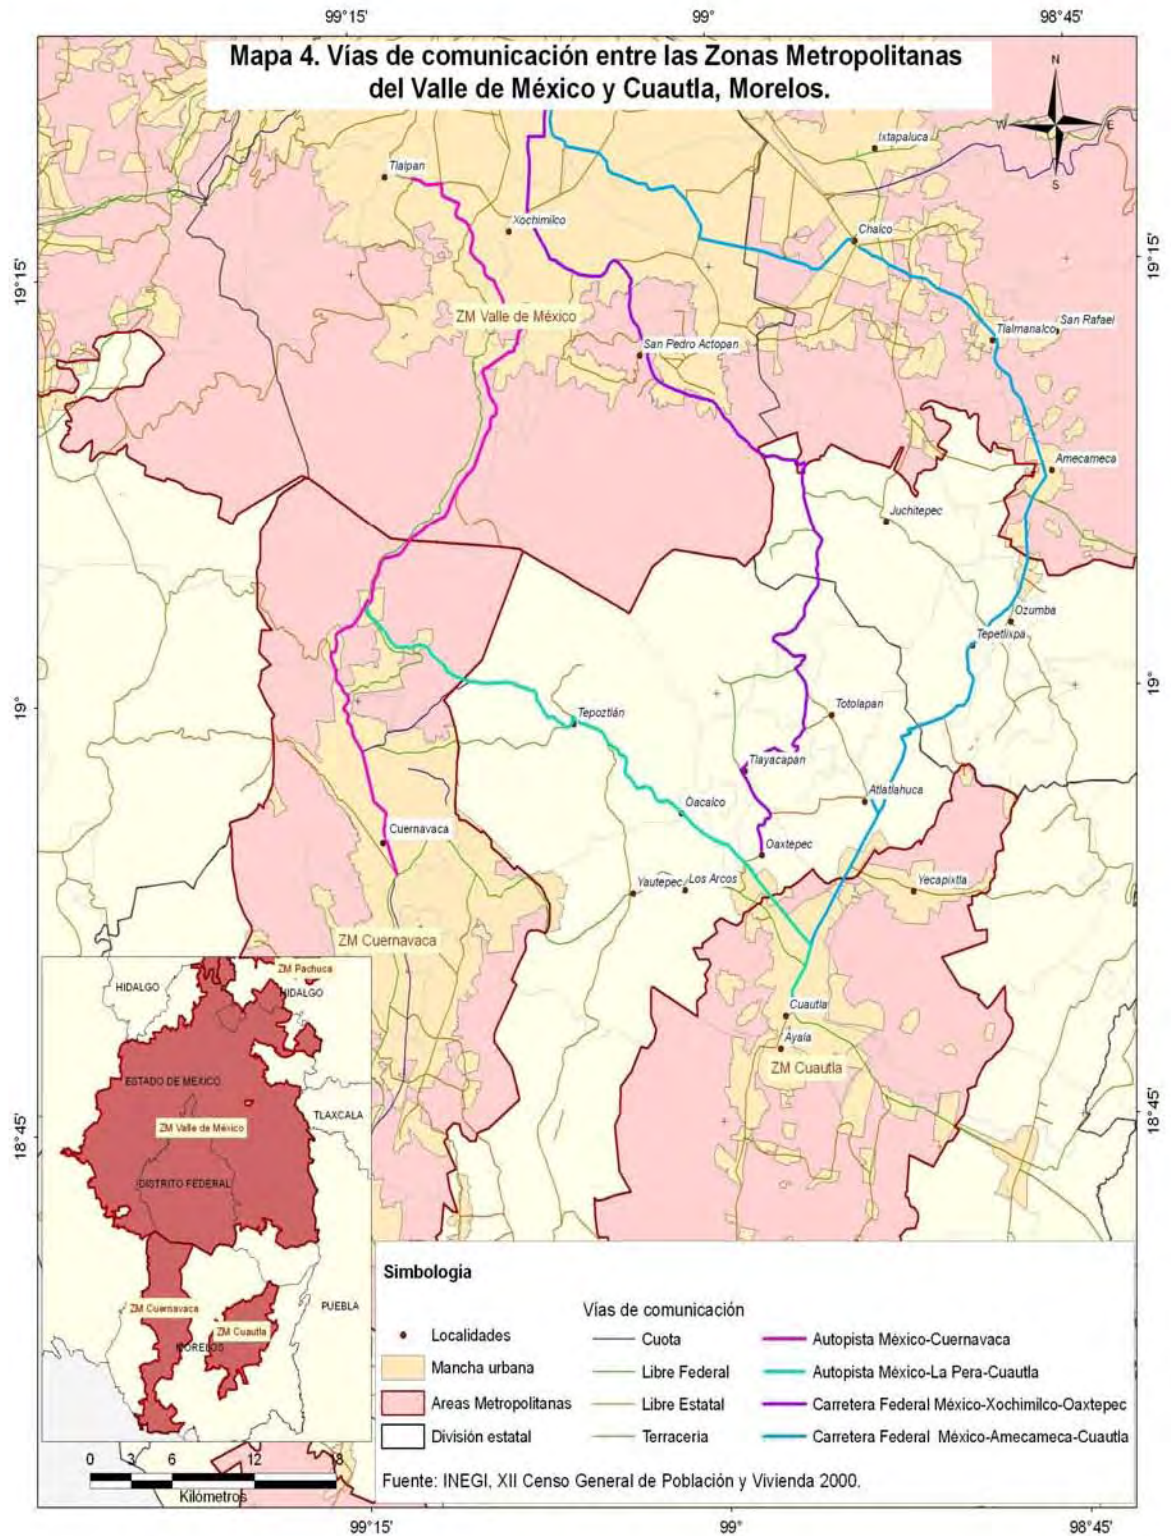 99°15'
99°
98°45'
Mapa 4. Vías de comunicación entre las Zonas Metropolitanas
del Valle de México y Cuautla, Morelos.
N
W
E
S
Ixtapaluca
Tlalpan
Xochimilco
Chalco
19°15'
19°15'
ZM Valle de México
San Rafael
Tlalmanalco
San Pedro Actopan
Amecameca
Juchitepec
Ozumba
Tepetlixpa
19°
19°
Totolapan
Tepoztlán
Tlayacapan
Oacalco
Atlatlahuca
Cuernavaca
Oaxtepec
Yautepec
Los Arcos
Yecapixtla
ZM Cuernavaca
Cuautla
Ayala
ZM Cuautla
18°45'
18°45'
ZM Pachuca
HIDALGO
HIDALGO
ESTADO DE MEXICO
TLAXCALA
ZM Valle de México
DISTRITO FEDERAL
PUEBLA
ZM Cuernavaca
ZM Cuautla
MORELOS
Simbología
Vías de comunicación
Localidades
Cuota
Autopista México-Cuernavaca
Mancha urbana
Libre Federal
Autopista México-La Pera-Cuautla
Areas Metropolitanas
Libre Estatal
Carretera Federal México-Xochimilco-Oaxtepec
División estatal
Terraceria
Carretera Federal México-Amecameca-Cuautla
0 3 6 12 18
Kilómetros
Fuente: INEGI, XII Censo General de Población y Vivienda 2000.
99°15'
99°
98°45'